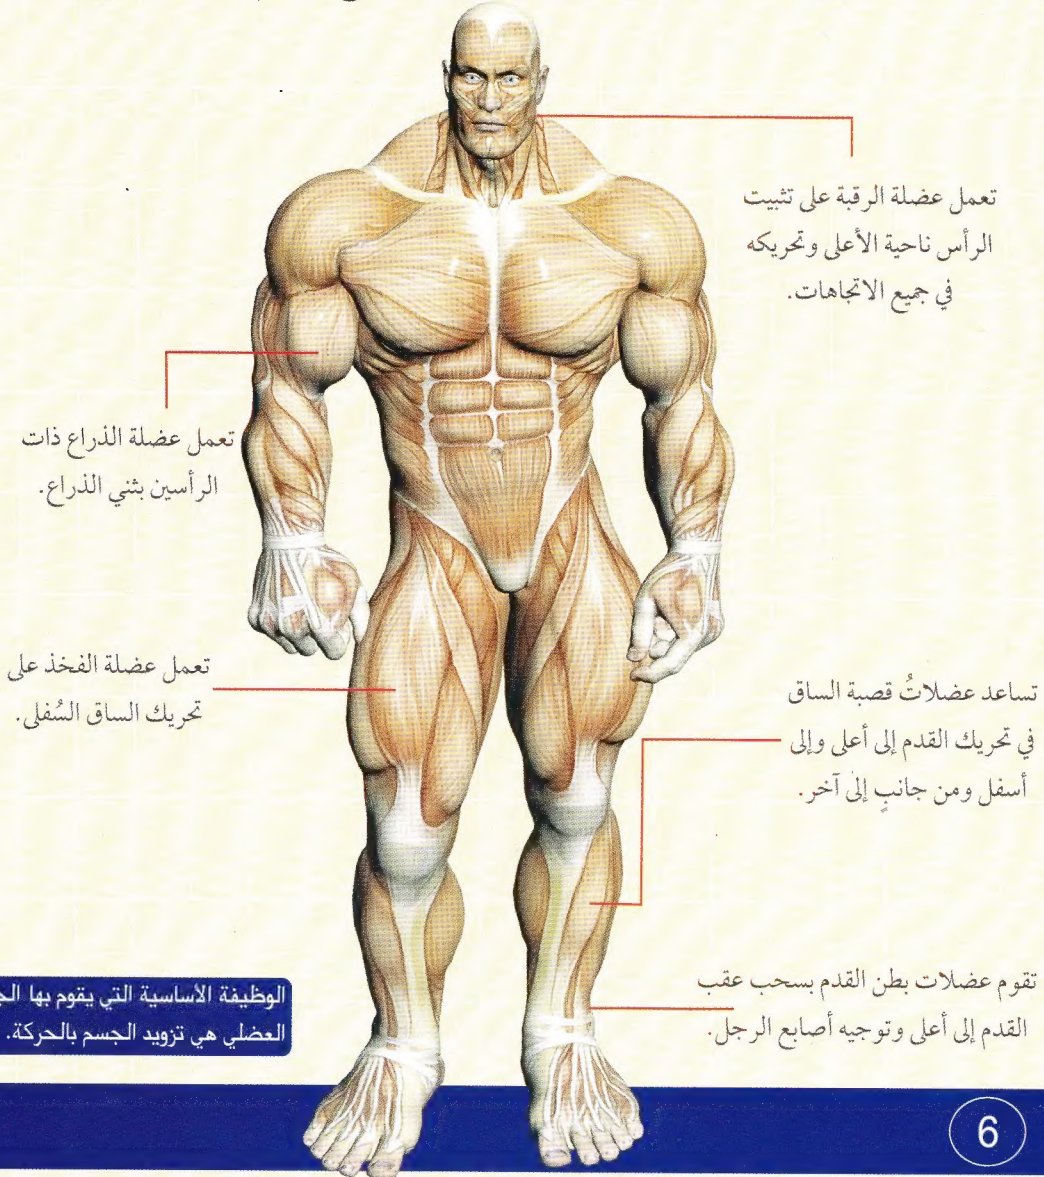 تعمل عضلة الرقبة على تثبيت
الرأس ناحية الأعلى وتحريكه
في جميع الاتجاهات.
تعمل عضلة الذراع ذات
الرأسين بثني الذراع.
تعمل عضلة الفخذ على
تحريك الساق السُفلى.
تساعد عضلاتُ قصبة الساق
في تحريك القدم إلى أعلى وإلى
أسفل ومن جانبٍ إلى آخر.
تقوم عضلات بطن القدم بسحب عقب
القدم إلى أعلى وتوجيه أصابع الرجل.
الوظيفة الأساسية التي يقوم بها
العضلي هي تزويد الجسم بالحركة.
6